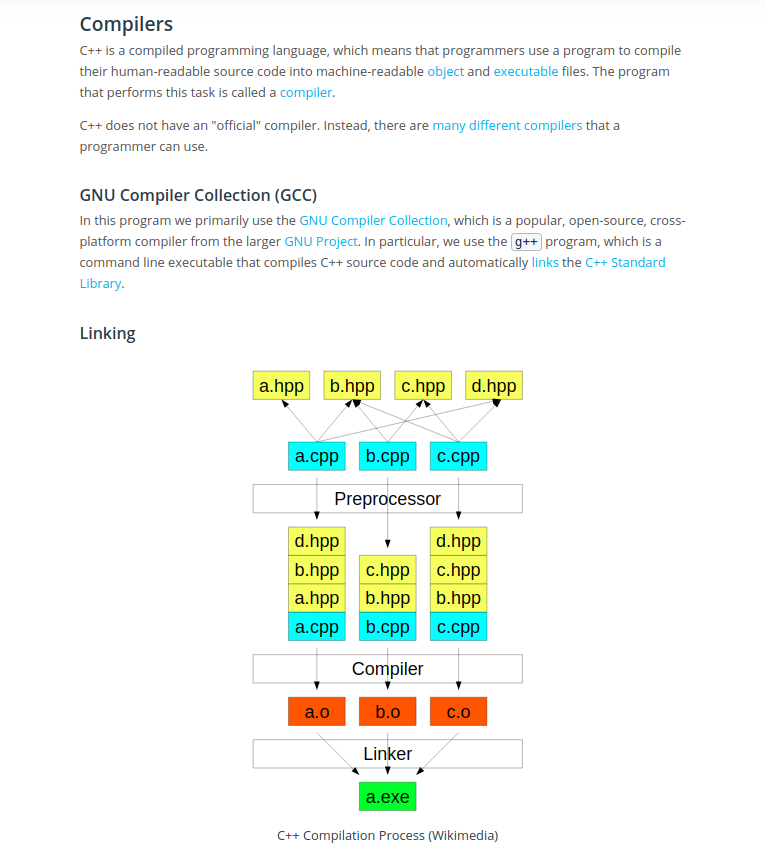 Compilers
C++ is a compiled programming language, which means that programmers use a program to compile
their human-readable source code into machine-readable object and executable files. The program
that performs this task is called a compiler.
C++ does not have an "official" compiler. Instead, there are many different compilers that a
programmer can use.
GNU Compiler Collection (GCC)
In this program we primarily use the GNU Compiler Collection, which is a popular, open-source, cross-
platform compiler from the larger GNU Project. In particular, we use the g++ program, which is a
command line executable that compiles C++ source code and automatically links the C++ Standard
Library.
Linking
a.hpp b.hpp c.hpp d.hpp
a.cpp b.cpp c.cpp
Preprocessor
d.hpp d.hpp
b.hpp c.hpp c.hpp
a.hpp b.hpp b.hpp
a.cpp b.cpp c.cpp
Compiler
a.o b.o c.o
Linker
a.exe
C++ Compilation Process (Wikimedia)